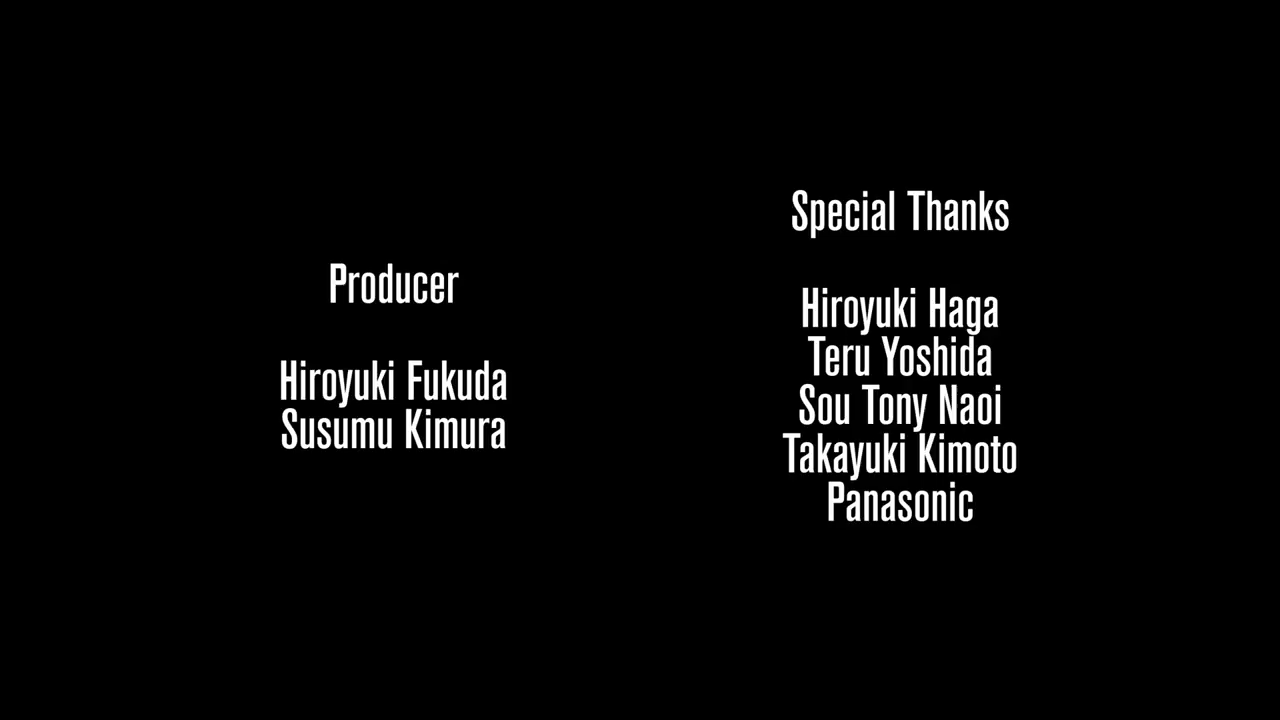 Producer
Hiroyuki Fukuda
Susumu Kimura
Special Thanks
Hiroyuki Haga
Teru Yoshida
Sou Tony Naoi
Takayuki Kimoto
Panasonic